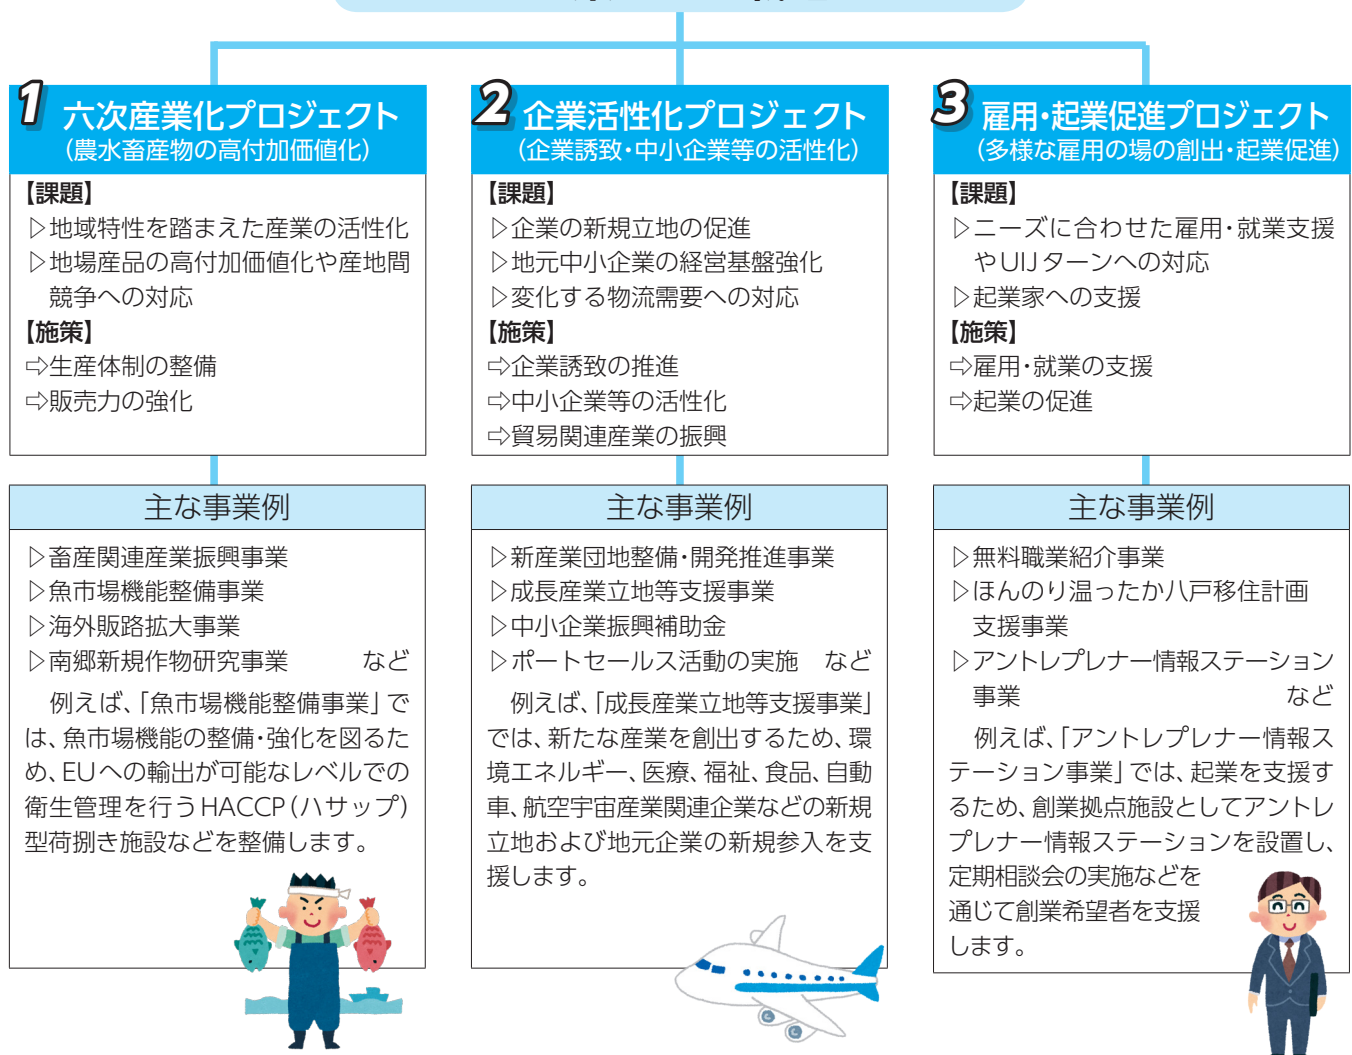 1 六次産業化プロジェクト
（農水畜産物の高付加価値化）
【課題】
▷地域特性を踏まえた産業の活性化
▷地場産品の高付加価値化や産地間
競争への対応
【施策】
⇨生産体制の整備
⇨販売力の強化
主な事業例
▷畜産関連産業振興事業
▷魚市場機能整備事業
▷海外販路拡大事業
▷南郷新規作物研究事業　　　など
　例えば、「魚市場機能整備事業」で
は、魚市場機能の整備・強化を図るた
め、EUへの輸出が可能なレベルでの
衛生管理を行うHACCP（ハサップ）
型荷捌き施設などを整備します。
2 企業活性化プロジェクト
（企業誘致・中小企業等の活性化）
【課題】
▷企業の新規立地の促進
▷地元中小企業の経営基盤強化
▷変化する物流需要への対応
【施策】
⇨企業誘致の推進
⇨中小企業等の活性化
⇨貿易関連産業の振興
主な事業例
▷新産業団地整備・開発推進事業
▷成長産業立地等支援事業
▷中小企業振興補助金
▷ポートセールス活動の実施　など
　例えば、「成長産業立地等支援事業」
では、新たな産業を創出するため、環
境エネルギー、医療、福祉、食品、自動
車、航空宇宙産業関連企業などの新規
立地および地元企業の新規参入を支
援します。
3 雇用・起業促進プロジェクト
（多様な雇用の場の創出・起業促進）
【課題】
▷ニーズに合わせた雇用・就業支援
やUIJターンへの対応
▷起業家への支援
【施策】
⇨雇用・就業の支援
⇨起業の促進
主な事業例
▷無料職業紹介事業
▷ほんのり温ったか八戸移住計画
支援事業
▷アントレプレナー情報ステーション
事業　　　など
　例えば、「アントレプレナー情報ス
テーション事業」では、起業を支援す
るため、創業拠点施設としてアントレ
プレナー情報ステーションを設置し、
定期相談会の実施などを
通じて創業希望者を支援
します。